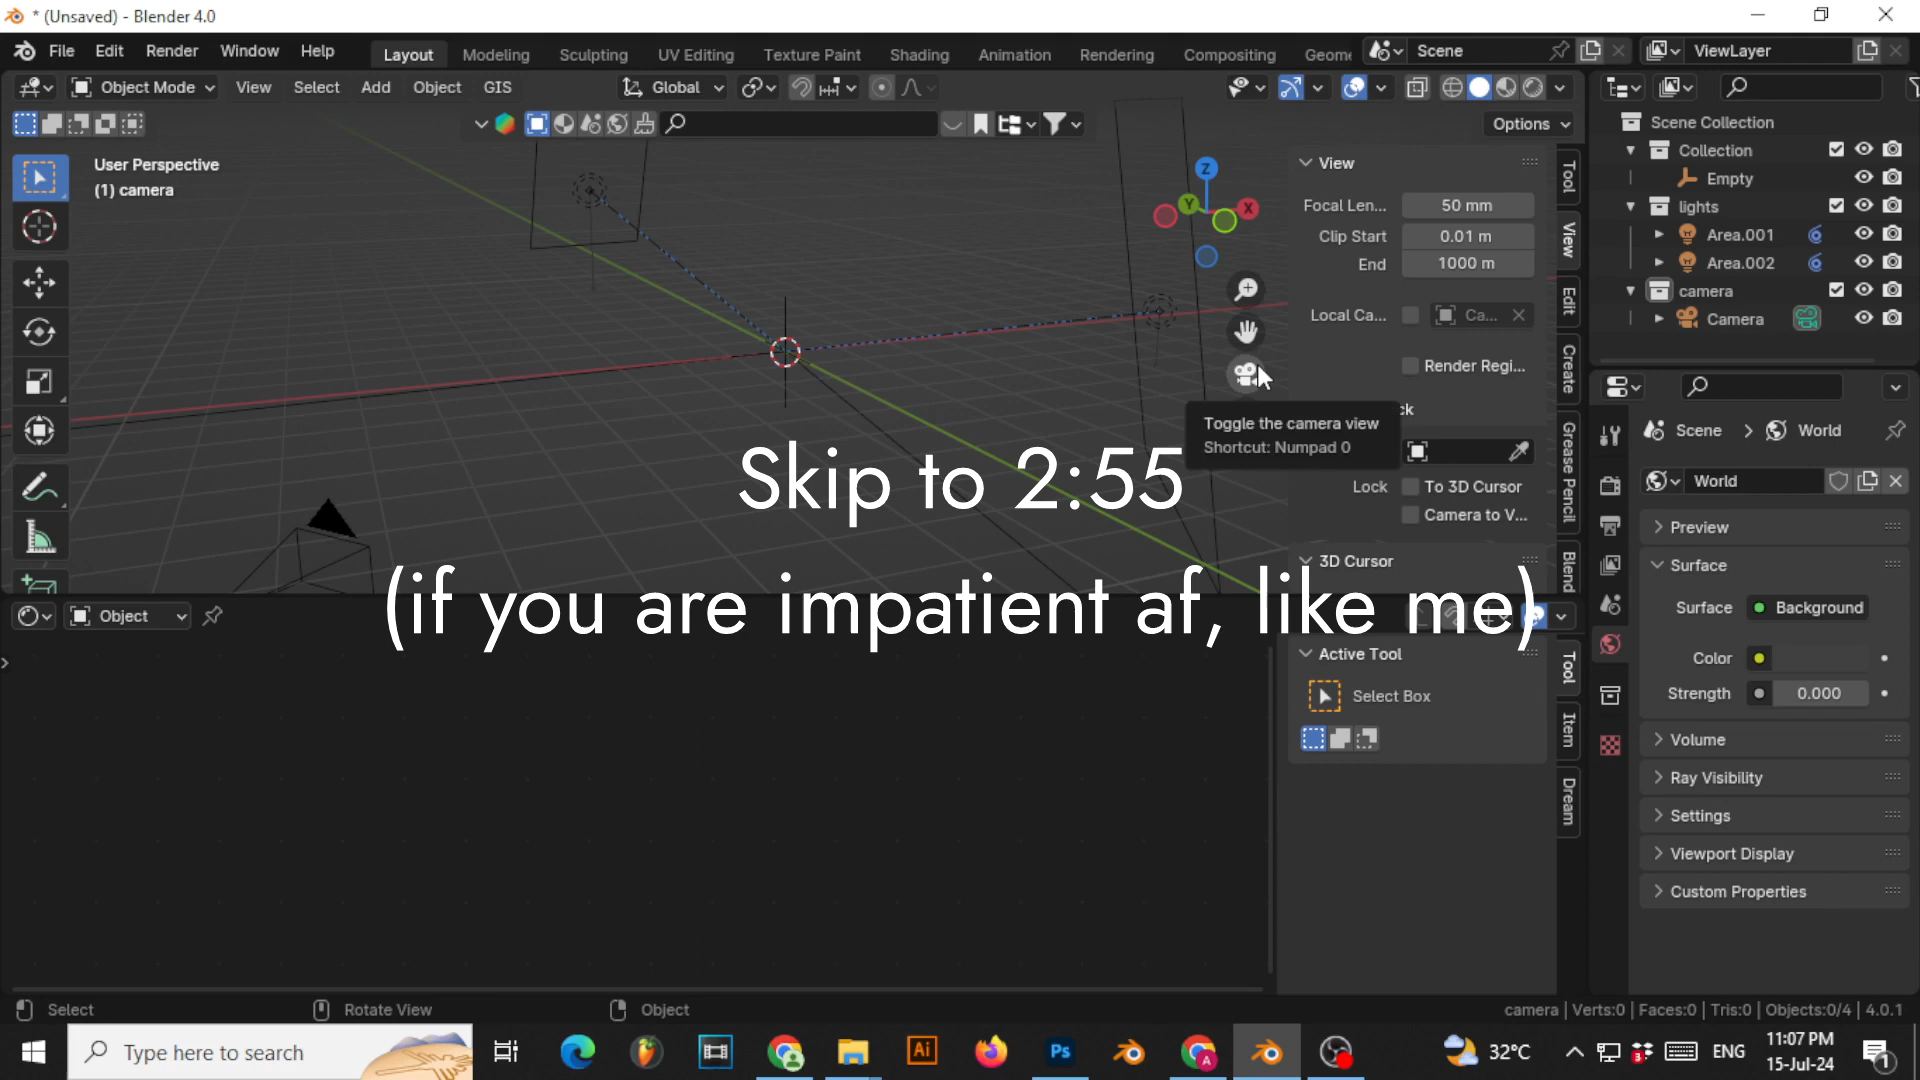 * (Unsaved) - Blender 4.0
File Edit Render Window Help
Layout Modeling Sculpting UV Editing Texture Paint Shading Animation Rendering Compositing Geome
Scene
ViewLayer
Object Mode View Select Add Object GIS
Global
Options
User Perspective
(1) camera
Z
Y
X
View
Focal Len... 50 mm
Clip Start 0.01 m
End 1000 m
Local Ca... Ca...
Render Regi...
ck
Toggle the camera view
Shortcut: Numpad 0
Lock To 3D Cursor
Camera to V...
3D Cursor
Tool
View
Edit
Create
Grease Pencil
Blend
Skip to 2:55
(if you are impatient af, like me)
Object
Active Tool
Select Box
Tool
Item
Dream
Scene Collection
Collection
Empty
lights
Area.001
Area.002
camera
Camera
Scene World
World
Preview
Surface
Surface Background
Color
Strength 0.000
Volume
Ray Visibility
Settings
Viewport Display
Custom Properties
Select Rotate View Object
camera | Verts:0 | Faces:0 | Tris:0 | Objects:0/4 | 4.0.1
Type here to search
Ai
Ps
A
32°C
3
ENG
11:07 PM
15-Jul-24
1